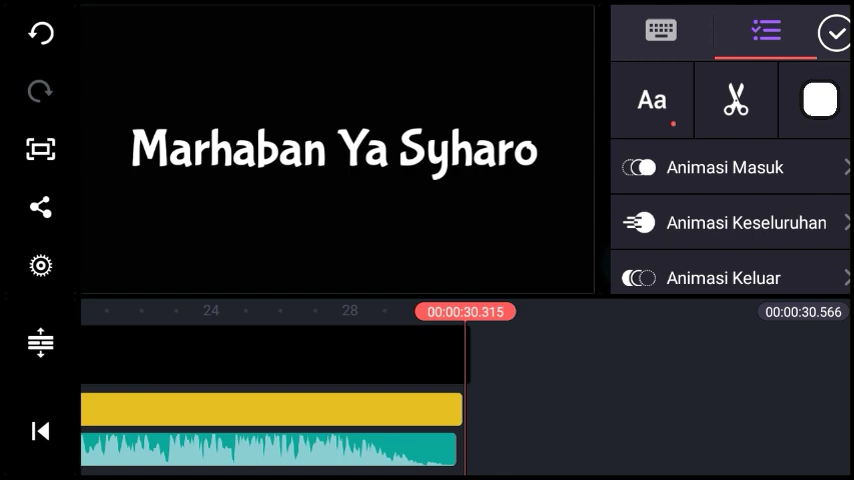 Marhaban Ya Syharo
Aa
Animasi Masuk
Animasi Keseluruhan
Animasi Keluar
24
28
00:00:30.315
00:00:30.566